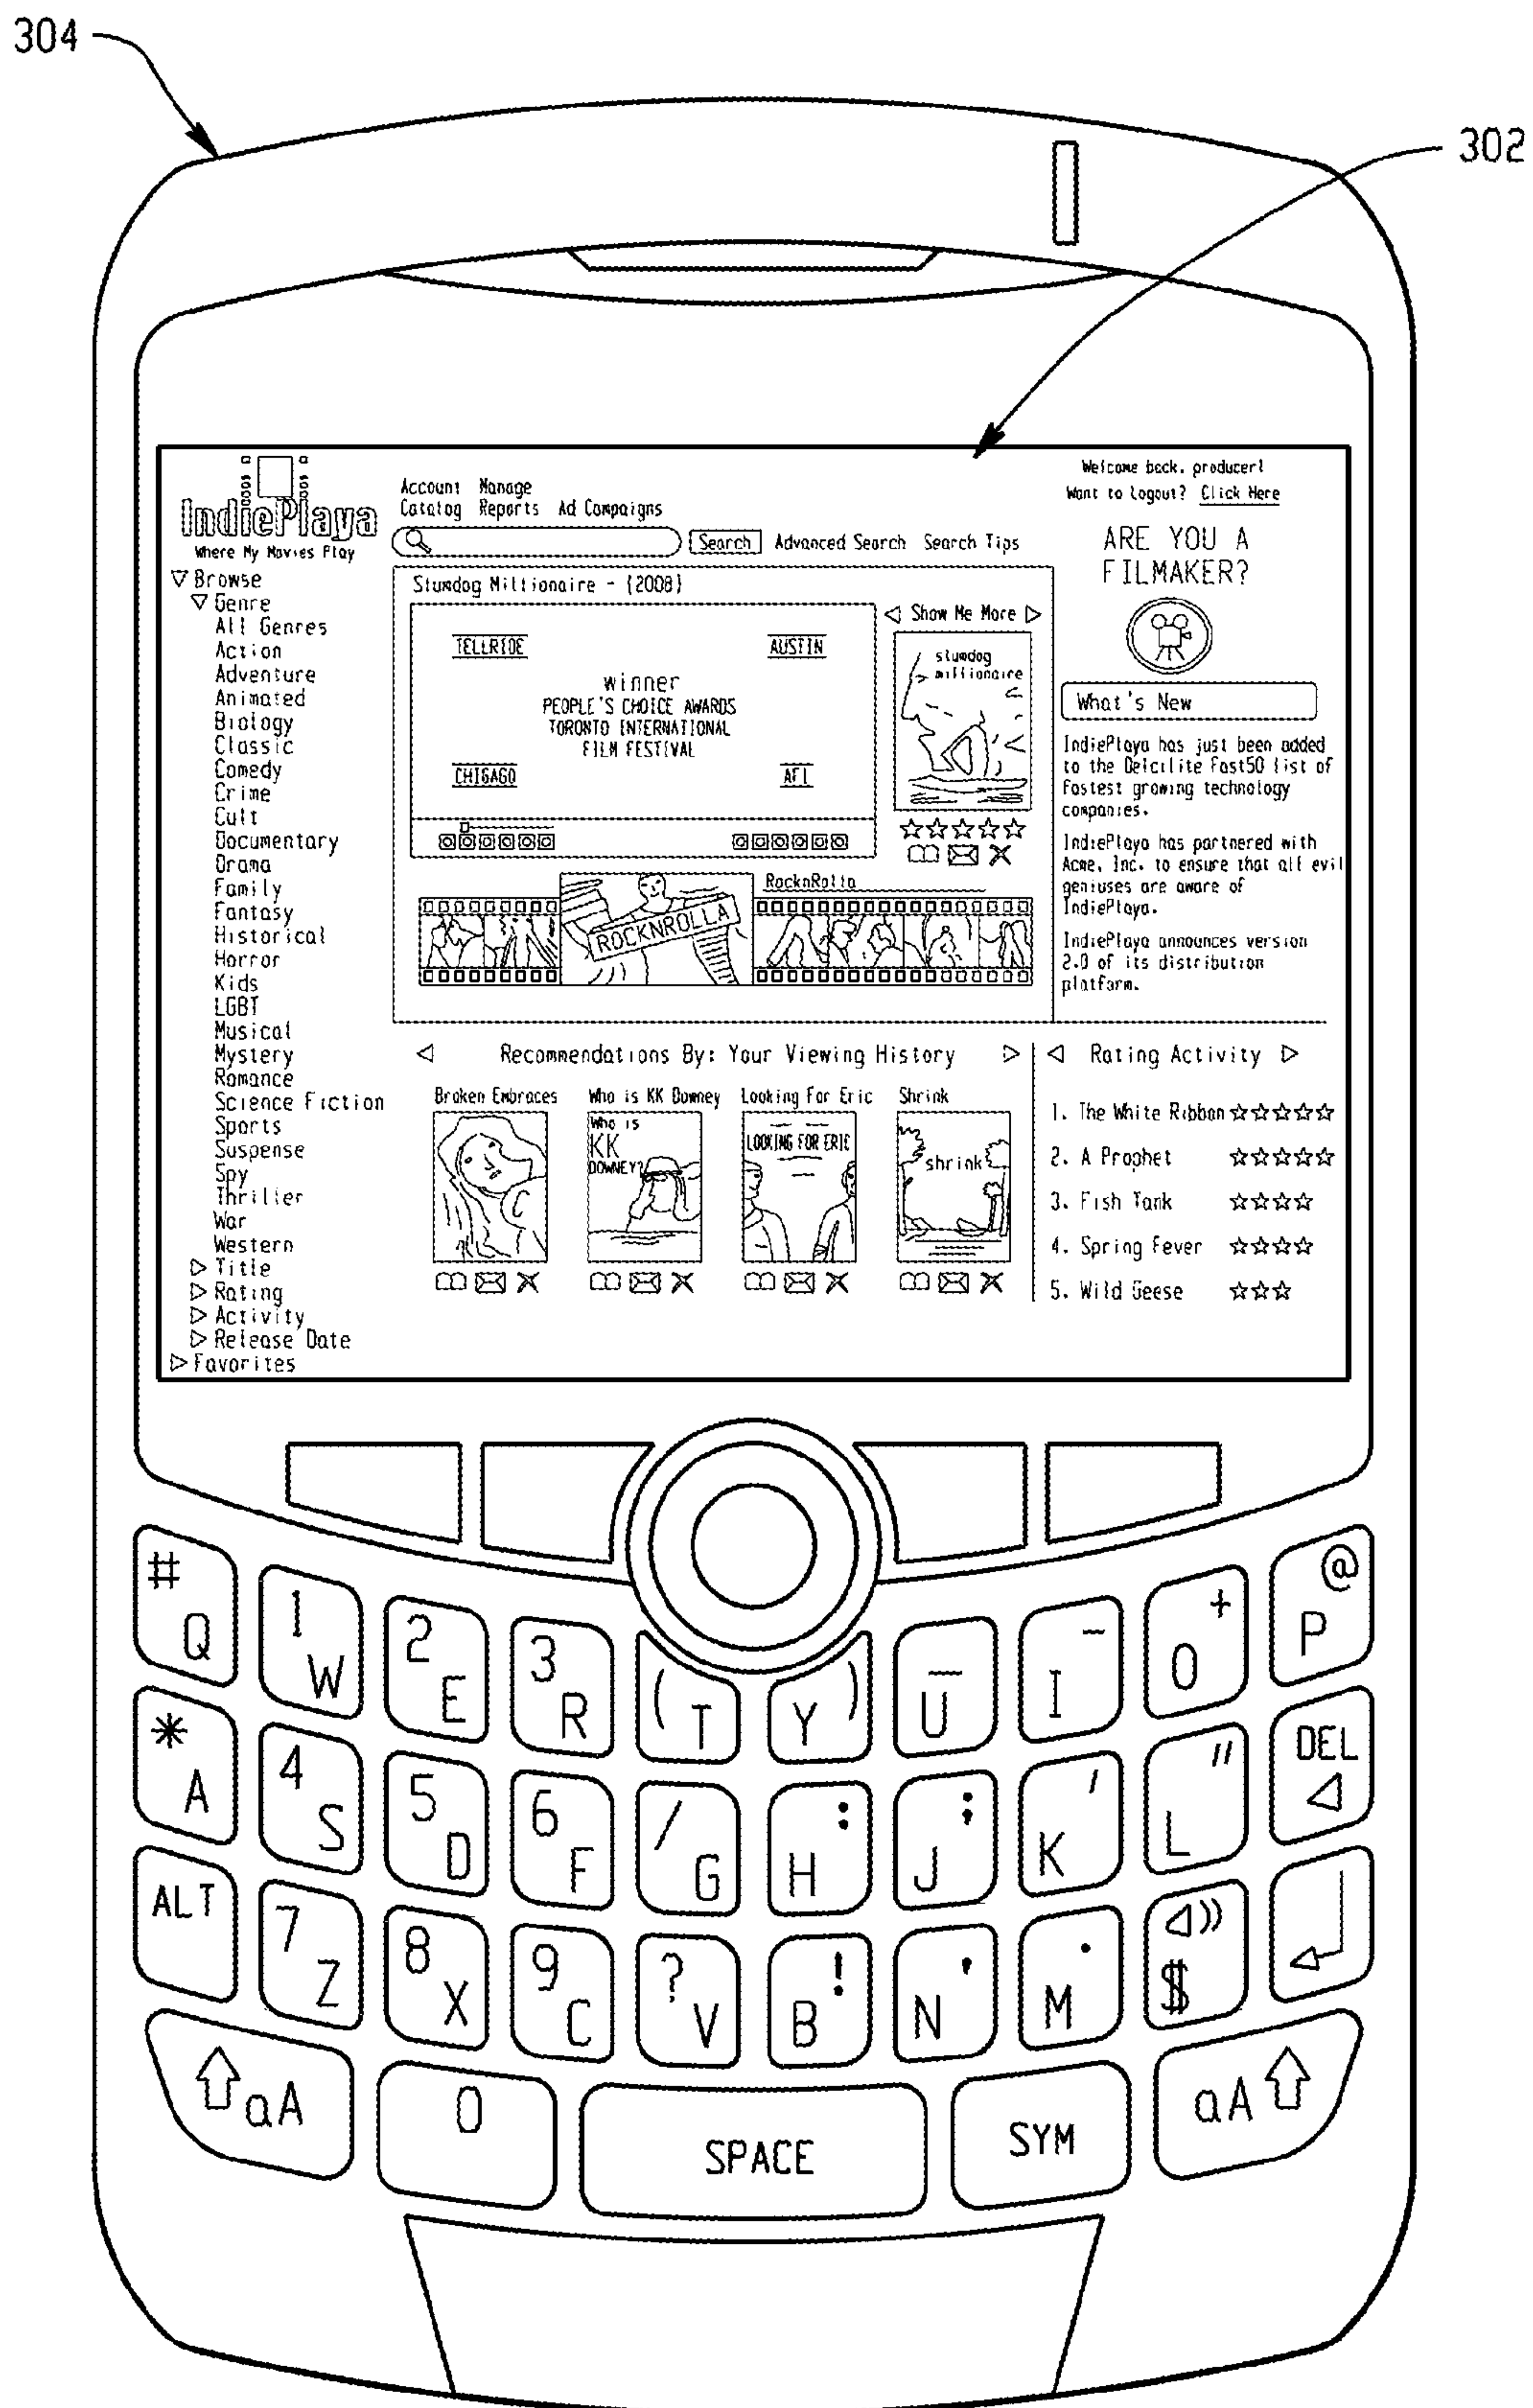 304
302
IndiePlaya
Where My Movies Play
Account Manage
Catalog Reports Ad Campaigns
Search Advanced Search Search Tips
Welcome back, producer!
Want to Logout? Click Here
ARE YOU A
FILMAKER?
Browse
Genre
All Genres
Action
Adventure
Animated
Biology
Classic
Comedy
Crime
Cult
Documentary
Drama
Family
Fantasy
Historical
Horror
Kids
LGBT
Musical
Mystery
Romance
Science Fiction
Sports
Suspense
Spy
Thriller
War
Western
Title
Rating
Activity
Release Date
Favorites
Slumdog Millionaire - (2008)
TELLRIDE
AUSTIN
winner
PEOPLE'S CHOICE AWARDS
TORONTO INTERNATIONAL
FILM FESTIVAL
CHIGAGO
AFI
Show Me More
slumdog
millionaire
RocknRolla
ROCKNROLLA
What's New
IndiePlaya has just been added
to the Fast50 list of
fastest growing technology
companies.
IndiePlaya has partnered with
Acme, Inc. to ensure that all evil
geniuses are aware of
IndiePlaya.
IndiePlaya announces version
2.0 of its distribution
platform.
Recommendations By: Your Viewing History
Broken Embraces
Who is KK Downey
Who is
KK
DOWNEY?
Looking For Eric
LOOKING FOR ERIC
Shrink
shrink
Rating Activity
1. The White Ribbon ☆☆☆☆☆
2. A Prophet ☆☆☆☆☆
3. Fish Tank ☆☆☆☆
4. Spring Fever ☆☆☆☆
5. Wild Geese ☆☆☆
# Q 1 W 2 E 3 R ( T Y ) _ U - I + O @ P
* A 4 S 5 D 6 F / G : H ; J ' K " L DEL
ALT 7 Z 8 X 9 C ? V ! B , N . M $
aA 0 SPACE SYM aA